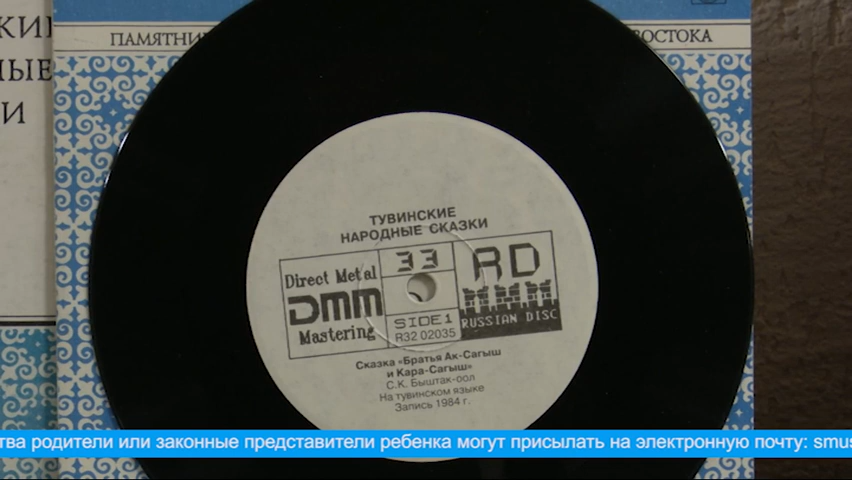 КИ
НЫЕ
И
ПАМЯТНИ
ВОСТОКА
ТУВИНСКИЕ
НАРОДНЫЕ СКАЗКИ
Direct Metal
DMM
Mastering
33
SIDE 1
R32 02035
RD
RUSSIAN DISC
Сказка «Братья Ак-Сагыш
и Кара-Сагыш»
С.К. Быштак-оол
На тувинском языке
Запись 1984 г.
тва родители или законные представители ребенка могут присылать на электронную почту: smus